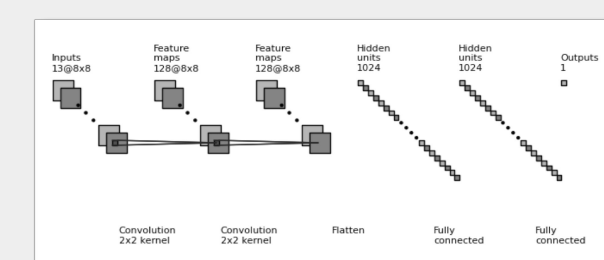 Inputs
13@8x8
Feature
maps
128@8x8
Feature
maps
128@8x8
Hidden
units
1024
Hidden
units
1024
Outputs
1
Convolution
2x2 kernel
Convolution
2x2 kernel
Flatten
Fully
connected
Fully
connected